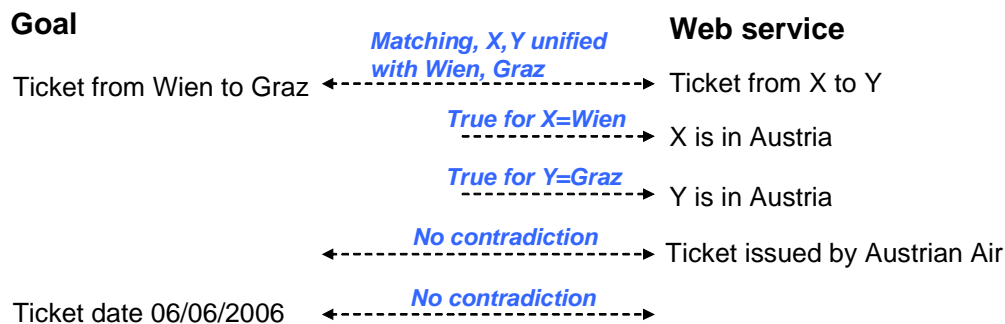 Goal
Web service
Matching, X,Y unified
with Wien, Graz
Ticket from Wien to Graz
Ticket from X to Y
True for X=Wien
X is in Austria
True for Y=Graz
Y is in Austria
No contradiction
Ticket issued by Austrian Air
No contradiction
Ticket date 06/06/2006